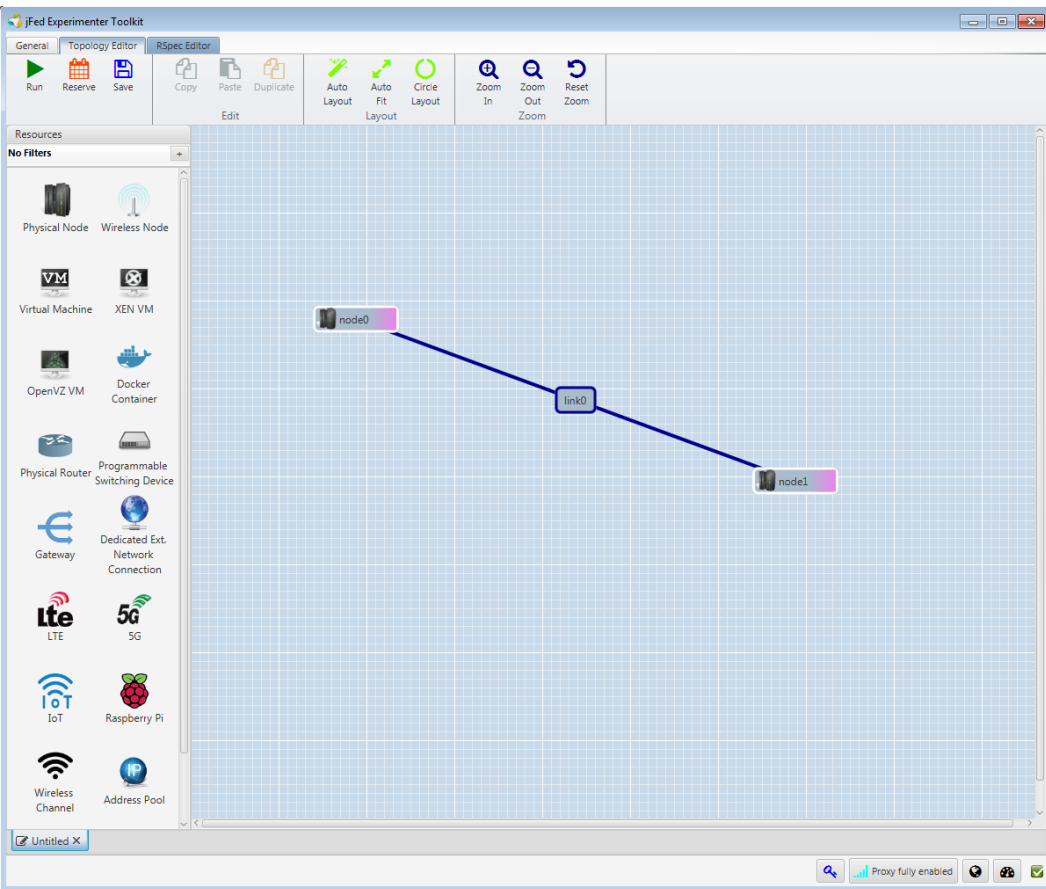 jFed Experimenter Toolkit
General Topology Editor RSpec Editor
Run Reserve Save Copy Paste Duplicate Auto Layout Auto Fit Circle Layout Zoom In Zoom Out Reset Zoom
Edit Layout Zoom
Resources
No Filters +
Physical Node Wireless Node
VM
Virtual Machine XEN VM
OpenVZ VM Docker
Container
Physical Router Programmable
Switching Device
Gateway Dedicated Ext.
Network
Connection
Lte 5G
LTE 5G
IoT
IoT Raspberry Pi
IP
Wireless
Channel Address Pool
node0
link0
node1
Untitled
Proxy fully enabled